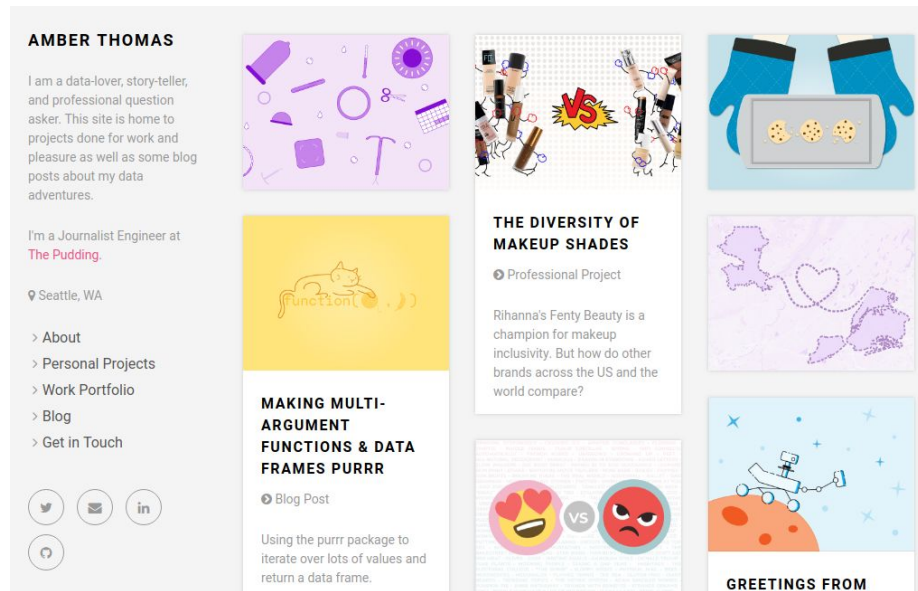 AMBER THOMAS
I am a data-lover, story-teller,
and professional question
asker. This site is home to
projects done for work and
pleasure as well as some blog
posts about my data
adventures.
I'm a Journalist Engineer at
The Pudding.
Seattle, WA
> About
> Personal Projects
> Work Portfolio
> Blog
> Get in Touch
in
function( , )
MAKING MULTI-
ARGUMENT
FUNCTIONS & DATA
FRAMES PURRR
Blog Post
Using the purrr package to
iterate over lots of values and
return a data frame.
VS
THE DIVERSITY OF
MAKEUP SHADES
Professional Project
Rihanna's Fenty Beauty is a
champion for makeup
inclusivity. But how do other
brands across the US and the
world compare?
VS
GREETINGS FROM